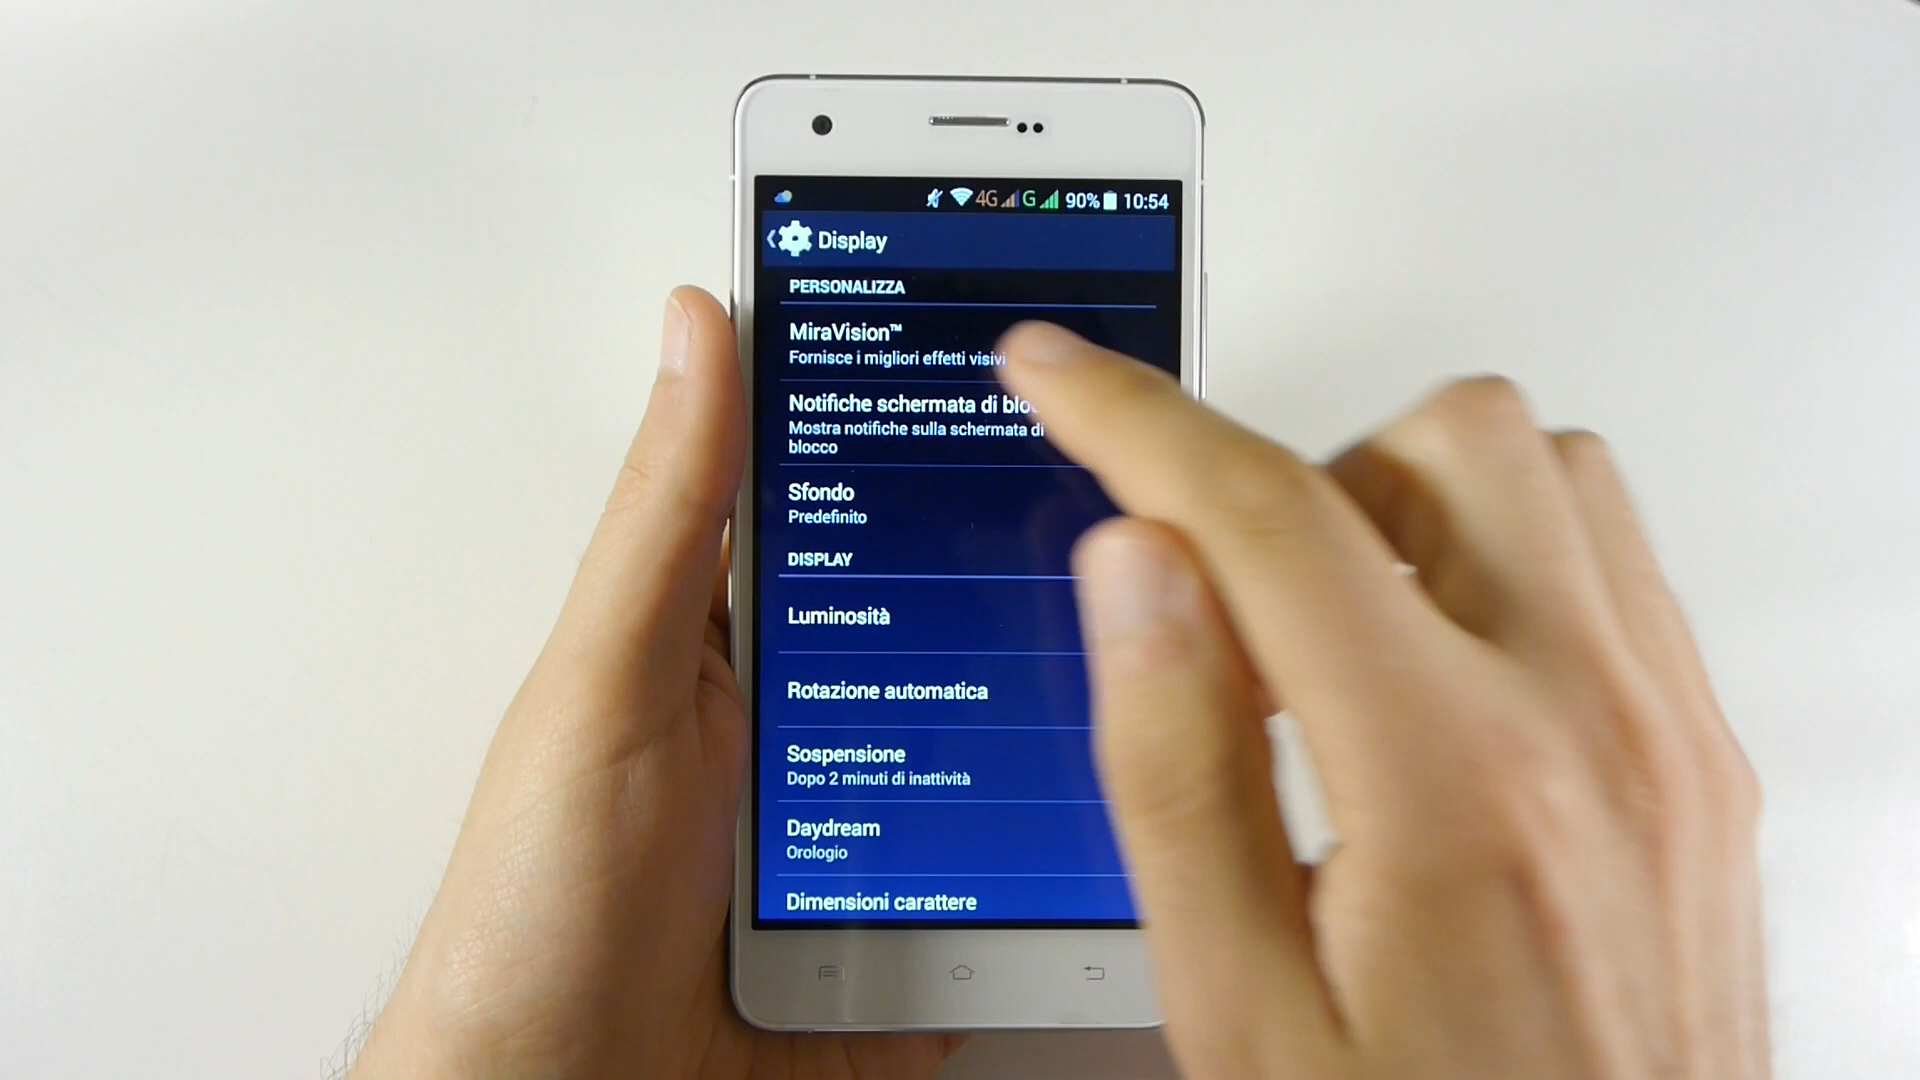 4G G 90% 10:54
Display
PERSONALIZZA
MiraVision™
Fornisce i migliori effetti visivi
Notifiche schermata di
Mostra notifiche sulla schermata di
blocco
Sfondo
Predefinito
DISPLAY
Luminosità
Rotazione automatica
Sospensione
Dopo 2 minuti di inattività
Daydream
Orologio
Dimensioni carattere